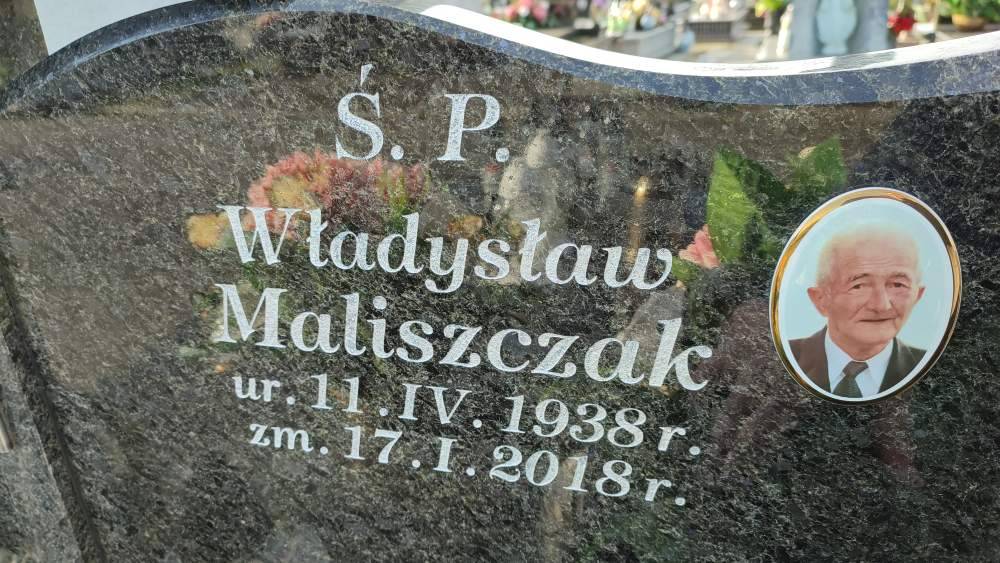 Ś. P.
Władysław
Maliszczak
ur. 11. IV. 1938 r.
zm. 17. I. 2018 r.